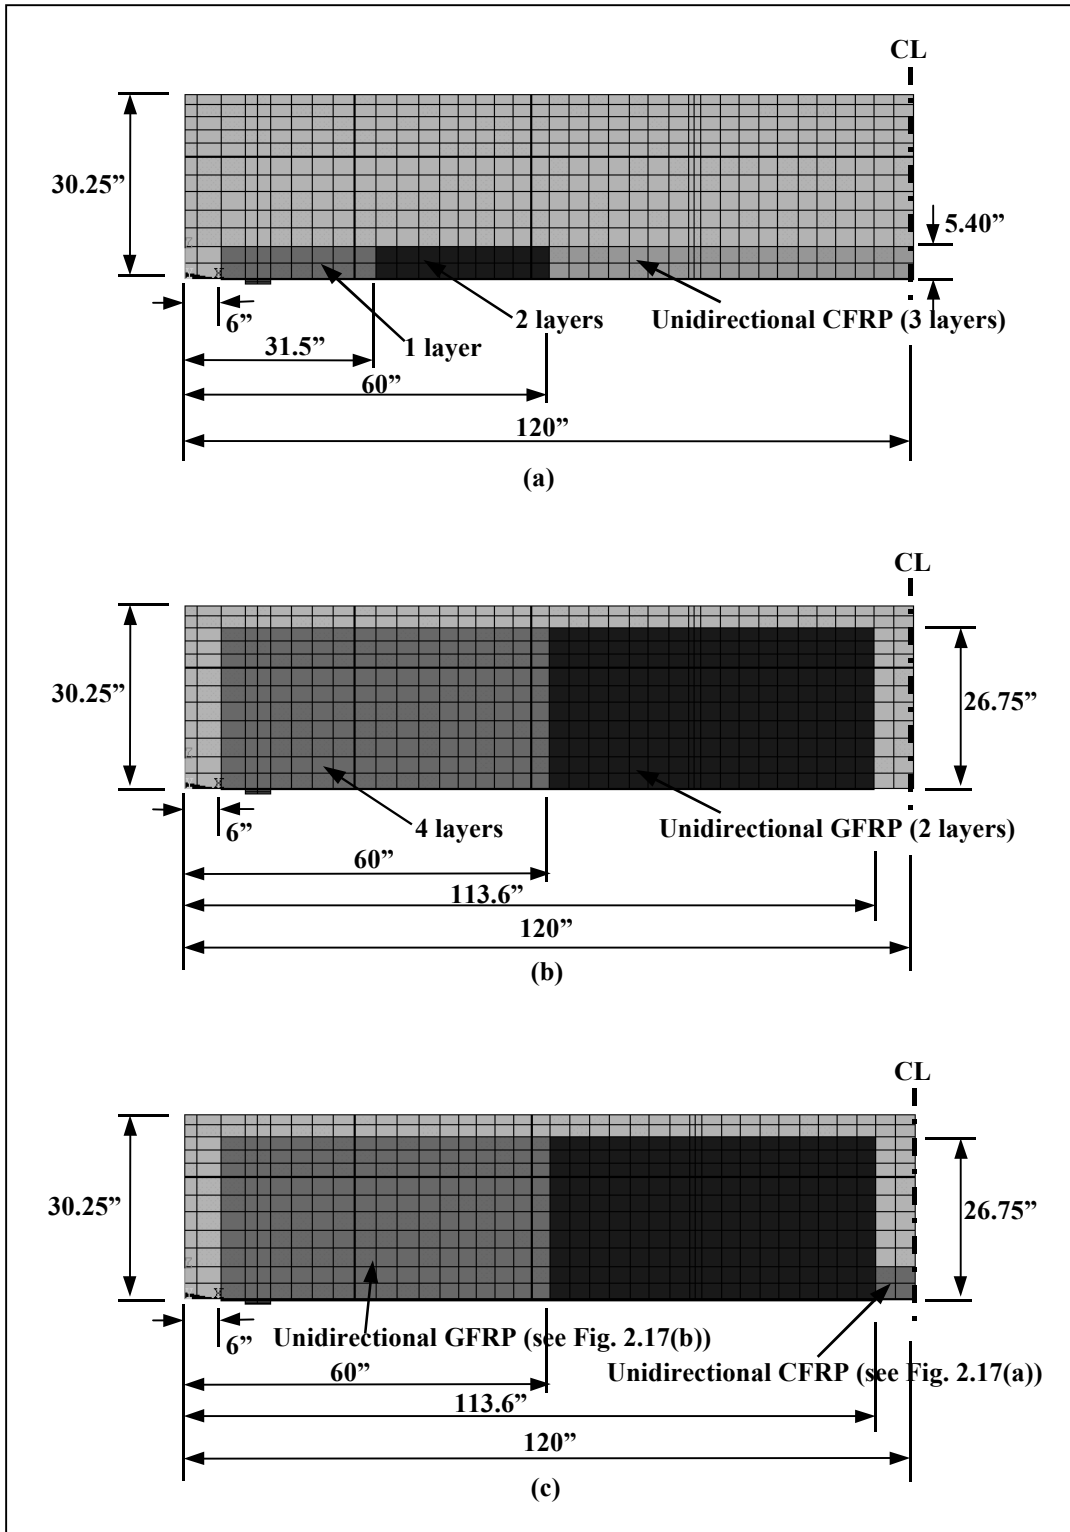 CL
30.25”
5.40”
Z
X
6”
2 layers
Unidirectional CFRP (3 layers)
31.5”
1 layer
60”
120”
(a)
CL
30.25”
26.75”
Z
X
6”
4 layers
Unidirectional GFRP (2 layers)
60”
113.6”
120”
(b)
CL
30.25”
26.75”
Z
X
6”
Unidirectional GFRP (see Fig. 2.17(b))
60”
Unidirectional CFRP (see Fig. 2.17(a))
113.6”
120”
(c)